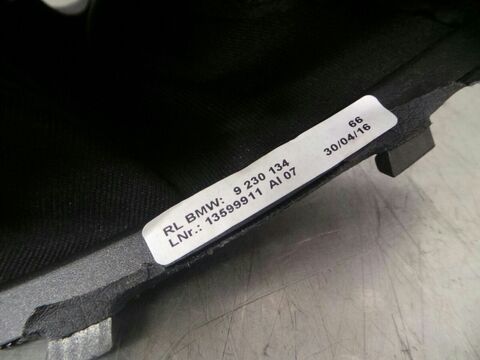 RL BMW: 9 230 134 66
LNr.: 13599911 AI 07 30/04/16